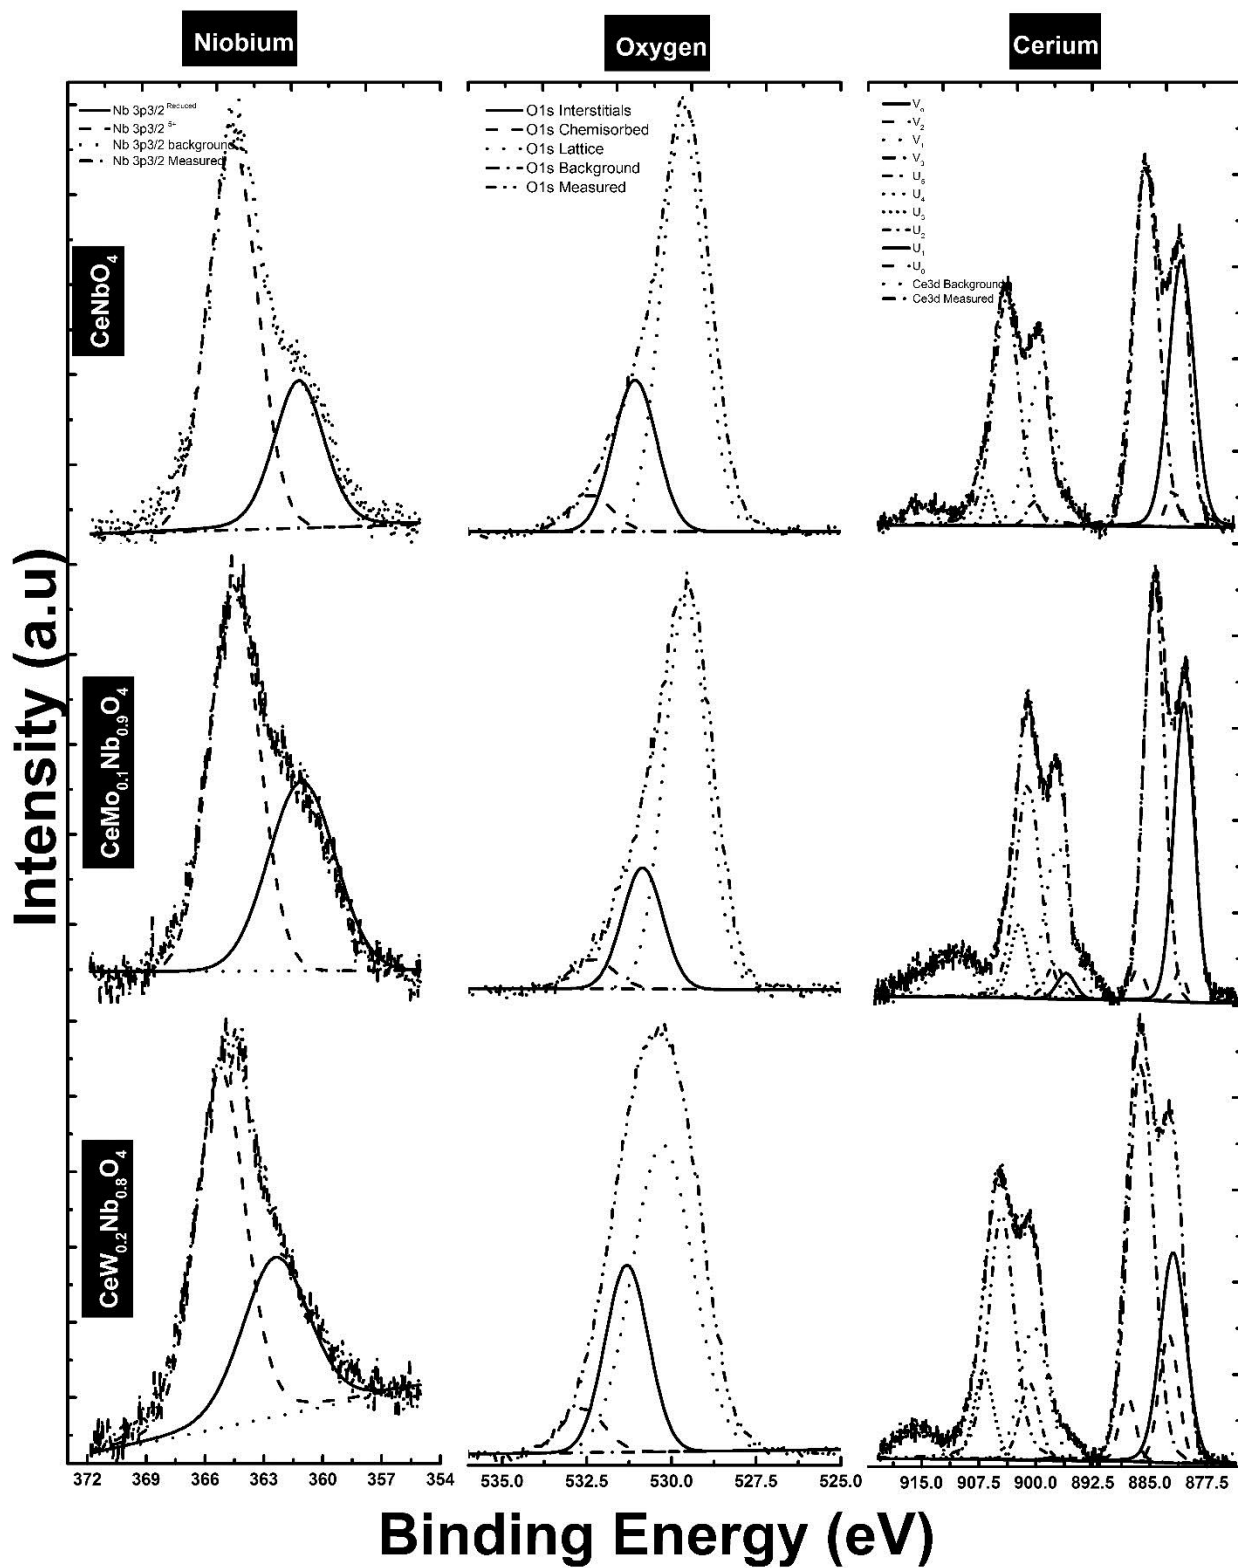 Niobium
Oxygen
Cerium
Nb 3p3/2 Reduced
Nb 3p3/2 5+
Nb 3p3/2 background
Nb 3p3/2 Measured
O1s Interstitials
O1s Chemisorbed
O1s Lattice
O1s Background
O1s Measured
V0
V2
V1
V3
U5
U4
U3
U2
U1
U0
Ce3d Background
Ce3d Measured
CeNbO4
CeMo0.1Nb0.9O4
CeW0.2Nb0.8O4
Intensity (a.u)
372 369 366 363 360 357 354
535.0 532.5 530.0 527.5 525.0
915.0 907.5 900.0 892.5 885.0 877.5
Binding Energy (eV)